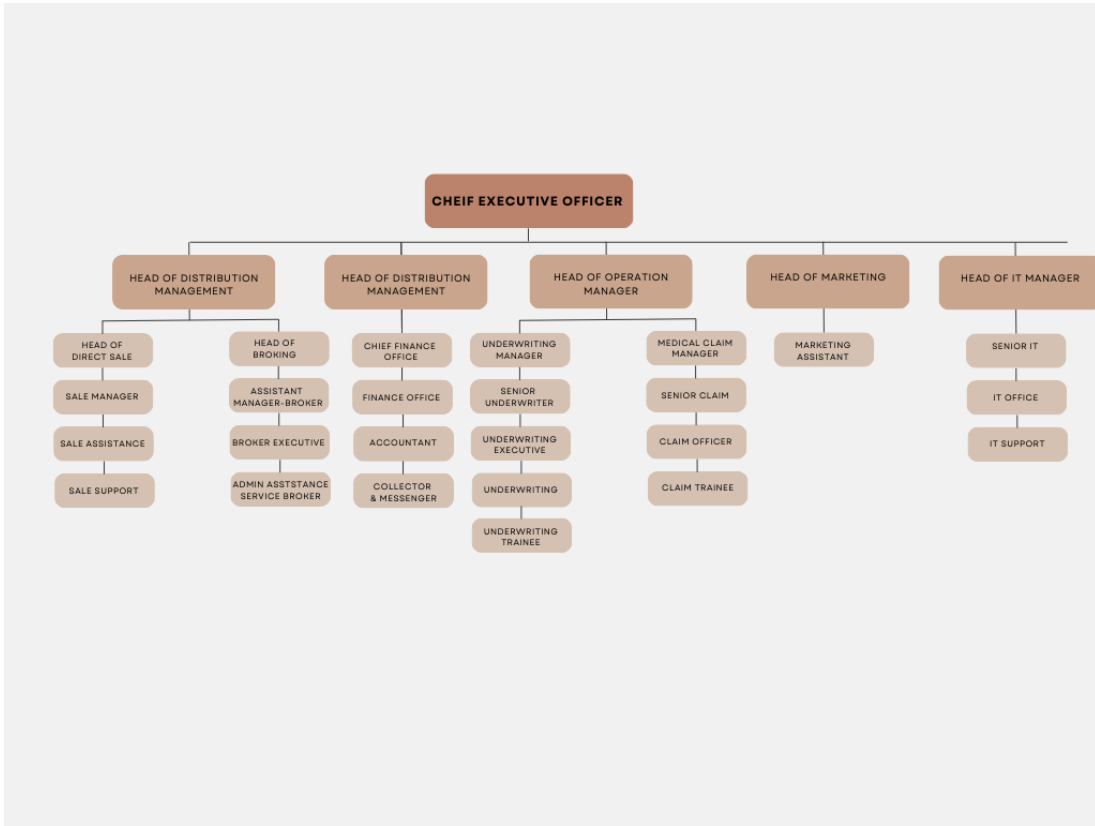 CHEIF EXECUTIVE OFFICER
HEAD OF DISTRIBUTION
MANAGEMENT
HEAD OF DISTRIBUTION
MANAGEMENT
HEAD OF OPERATION
MANAGER
HEAD OF MARKETING
HEAD OF IT MANAGER
HEAD OF
DIRECT SALE
SALE MANAGER
SALE ASSISTANCE
SALE SUPPORT
HEAD OF
BROKING
ASSISTANT
MANAGER-BROKER
BROKER EXECUTIVE
ADMIN ASSTSTANCE
SERVICE BROKER
CHIEF FINANCE
OFFICE
FINANCE OFFICE
ACCOUNTANT
COLLECTOR
& MESSENGER
UNDERWRITING
MANAGER
SENIOR
UNDERWRITER
UNDERWRITING
EXECUTIVE
UNDERWRITING
UNDERWRITING
TRAINEE
MEDICAL CLAIM
MANAGER
SENIOR CLAIM
CLAIM OFFICER
CLAIM TRAINEE
MARKETING
ASSISTANT
SENIOR IT
IT OFFICE
IT SUPPORT